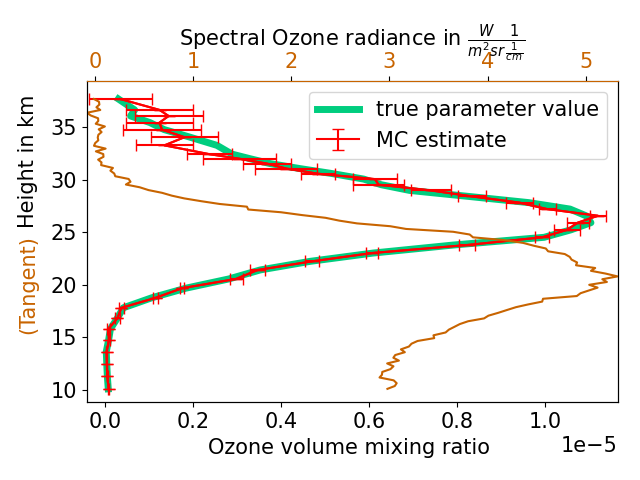 Spectral Ozone radiance in $\frac{W}{m^2 sr}\frac{1}{\frac{1}{cm}}$
0 1 2 3 4 5
true parameter value
MC estimate
(Tangent) Height in km
35
30
25
20
15
10
0.0 0.2 0.4 0.6 0.8 1.0
1e−5
Ozone volume mixing ratio